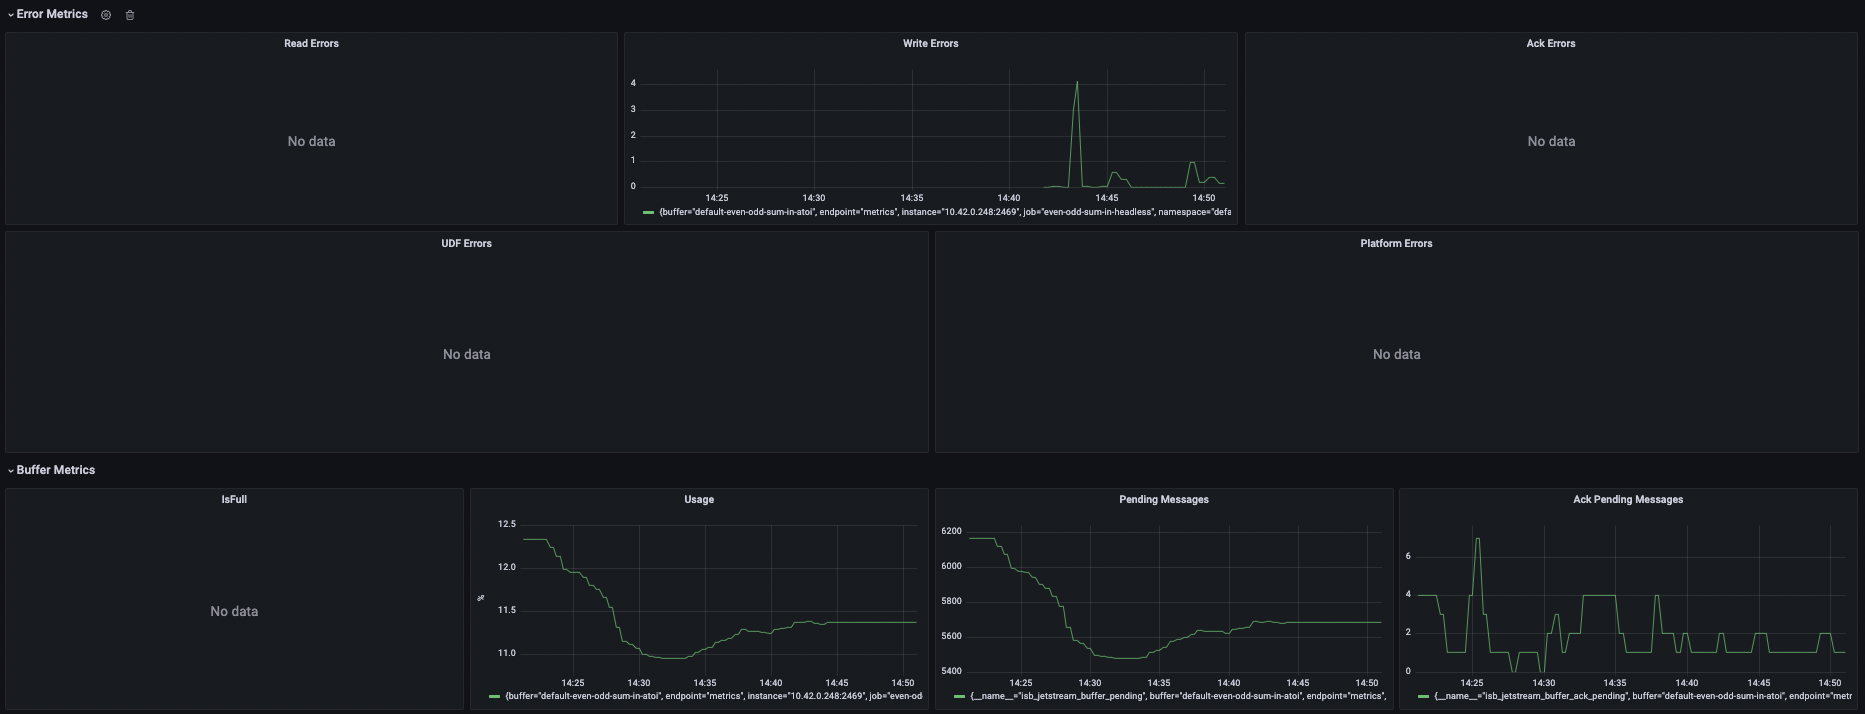 Error Metrics
Read Errors
No data
Write Errors
4
3
2
1
0
14:25 14:30 14:35 14:40 14:45 14:50
{buffer="default-even-odd-sum-in-atoi", endpoint="metrics", instance="10.42.0.248:2469", job="even-odd-sum-in-headless", namespace="defa
Ack Errors
No data
UDF Errors
No data
Platform Errors
No data
Buffer Metrics
IsFull
No data
Usage
%
12.5
12.0
11.5
11.0
14:25 14:30 14:35 14:40 14:45 14:50
{buffer="default-even-odd-sum-in-atoi", endpoint="metrics", instance="10.42.0.248:2469", job="even-od
Pending Messages
6200
6000
5800
5600
5400
14:25 14:30 14:35 14:40 14:45 14:50
{__name__="isb_jetstream_buffer_pending", buffer="default-even-odd-sum-in-atoi", endpoint="metrics",
Ack Pending Messages
6
4
2
0
14:25 14:30 14:35 14:40 14:45 14:50
{__name__="isb_jetstream_buffer_ack_pending", buffer="default-even-odd-sum-in-atoi", endpoint="metr